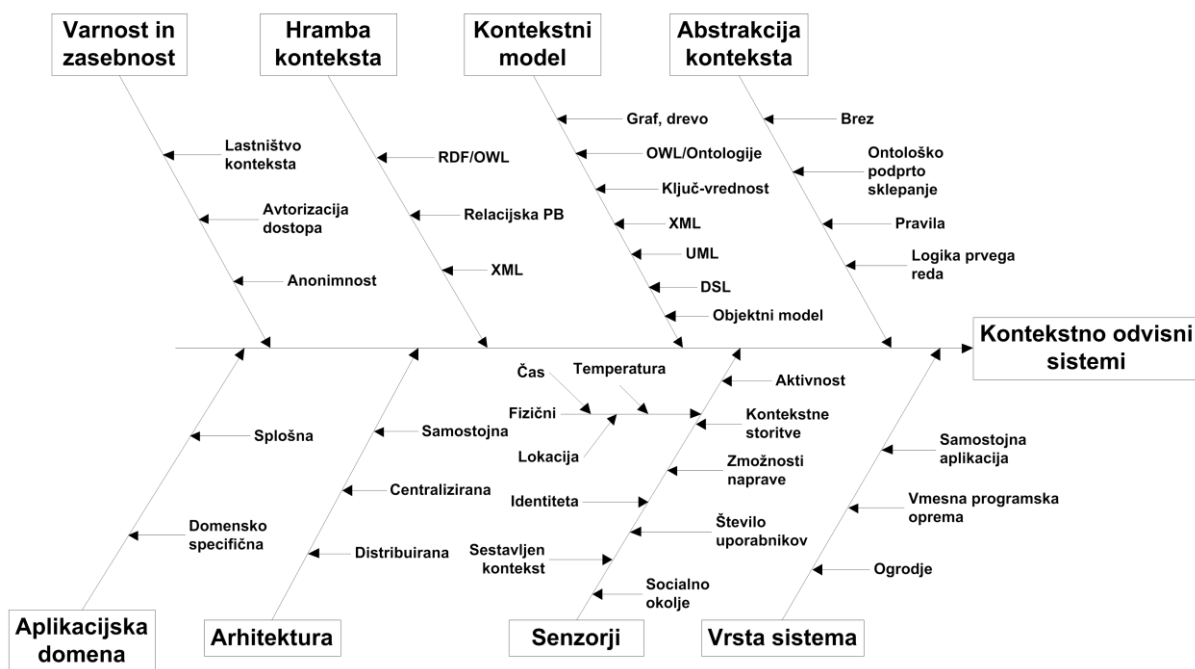 Varnost in
zasebnost
Hramba
konteksta
Kontekstni
model
Abstrakcija
konteksta
Lastništvo
konteksta
Avtorizacija
dostopa
Anonimnost
RDF/OWL
Relacijska PB
XML
Graf, drevo
OWL/Ontologije
Ključ-vrednost
XML
UML
DSL
Objektni model
Brez
Ontološko
podprto
sklepanje
Pravila
Logika prvega
reda
Kontekstno odvisni
sistemi
Splošna
Domensko
specifična
Samostojna
Centralizirana
Distribuirana
Čas
Temperatura
Fizični
Lokacija
Identiteta
Sestavljen
kontekst
Aktivnost
Kontekstne
storitve
Zmožnosti
naprave
Število
uporabnikov
Socialno
okolje
Samostojna
aplikacija
Vmesna programska
oprema
Ogrodje
Aplikacijska
domena
Arhitektura
Senzorji
Vrsta sistema